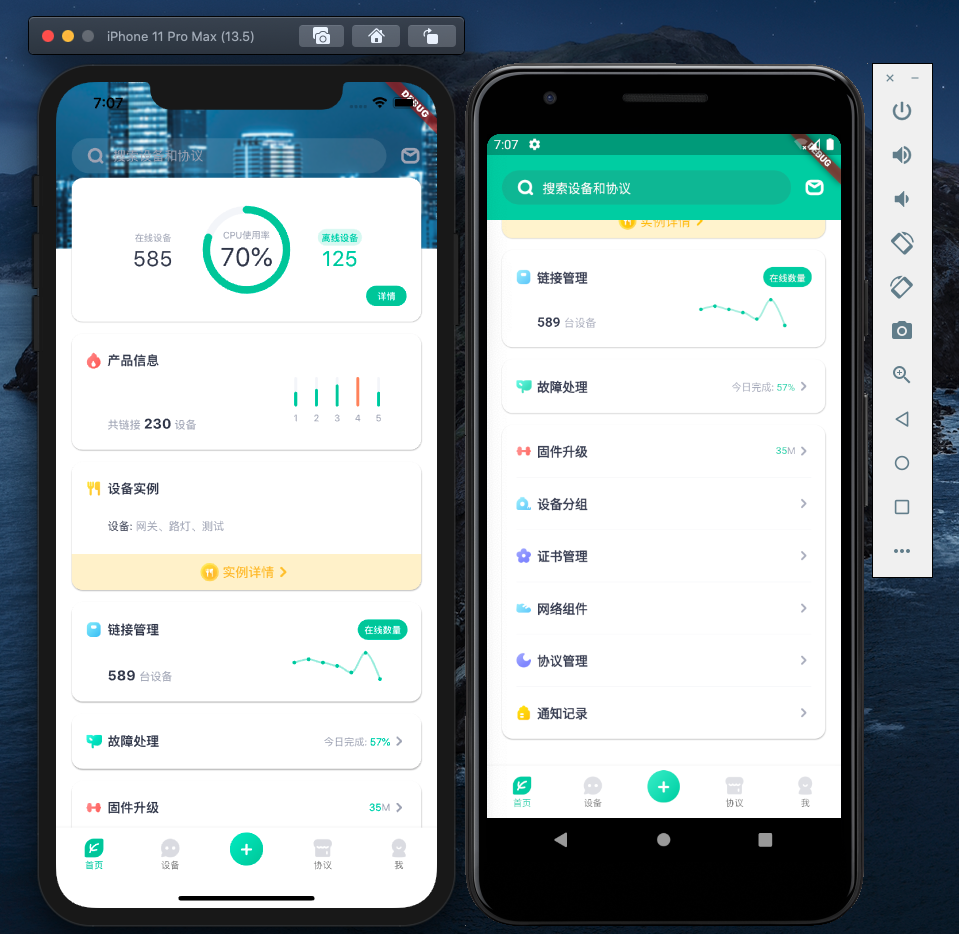 iPhone 11 Pro Max (13.5)
7:07
DEBUG
搜索设备和协议
在线设备
585
CPU使用率
70%
离线设备
125
详情
产品信息
共链接 230 设备
1 2 3 4 5
设备实例
设备: 网关、路灯、测试
实例详情
链接管理
在线数量
589 台设备
故障处理
今日完成: 57%
固件升级
35M
首页
设备
协议
我
7:07
DEBUG
搜索设备和协议
实例详情
链接管理
在线数量
589 台设备
故障处理
今日完成: 57%
固件升级
35M
设备分组
证书管理
网络组件
协议管理
通知记录
首页
设备
协议
我